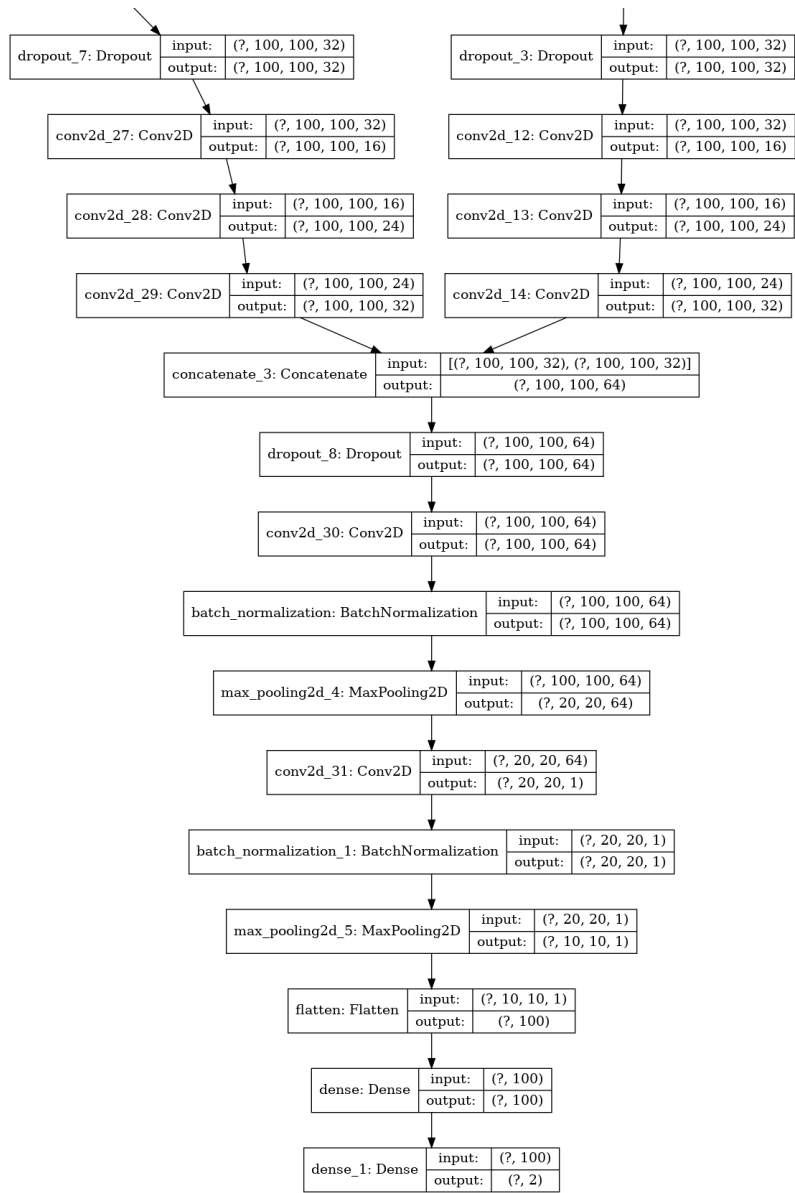 dropout_7: Dropout
input: (?, 100, 100, 32)
output: (?, 100, 100, 32)
dropout_3: Dropout
input: (?, 100, 100, 32)
output: (?, 100, 100, 32)
conv2d_27: Conv2D
input: (?, 100, 100, 32)
output: (?, 100, 100, 16)
conv2d_12: Conv2D
input: (?, 100, 100, 32)
output: (?, 100, 100, 16)
conv2d_28: Conv2D
input: (?, 100, 100, 16)
output: (?, 100, 100, 24)
conv2d_13: Conv2D
input: (?, 100, 100, 16)
output: (?, 100, 100, 24)
conv2d_29: Conv2D
input: (?, 100, 100, 24)
output: (?, 100, 100, 32)
conv2d_14: Conv2D
input: (?, 100, 100, 24)
output: (?, 100, 100, 32)
concatenate_3: Concatenate
input: [(?, 100, 100, 32), (?, 100, 100, 32)]
output: (?, 100, 100, 64)
dropout_8: Dropout
input: (?, 100, 100, 64)
output: (?, 100, 100, 64)
conv2d_30: Conv2D
input: (?, 100, 100, 64)
output: (?, 100, 100, 64)
batch_normalization: BatchNormalization
input: (?, 100, 100, 64)
output: (?, 100, 100, 64)
max_pooling2d_4: MaxPooling2D
input: (?, 100, 100, 64)
output: (?, 20, 20, 64)
conv2d_31: Conv2D
input: (?, 20, 20, 64)
output: (?, 20, 20, 1)
batch_normalization_1: BatchNormalization
input: (?, 20, 20, 1)
output: (?, 20, 20, 1)
max_pooling2d_5: MaxPooling2D
input: (?, 20, 20, 1)
output: (?, 10, 10, 1)
flatten: Flatten
input: (?, 10, 10, 1)
output: (?, 100)
dense: Dense
input: (?, 100)
output: (?, 100)
dense_1: Dense
input: (?, 100)
output: (?, 2)